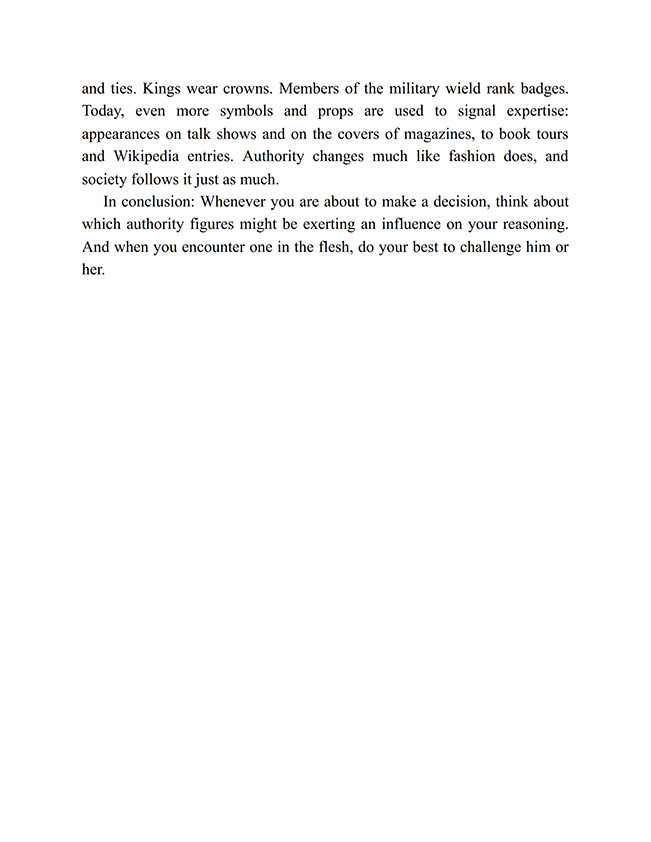 and ties. Kings wear crowns. Members of the military wield rank badges.
Today, even more symbols and props are used to signal expertise:
appearances on talk shows and on the covers of magazines, to book tours
and Wikipedia entries. Authority changes much like fashion does, and
society follows it just as much.
In conclusion: Whenever you are about to make a decision, think about
which authority figures might be exerting an influence on your reasoning.
And when you encounter one in the flesh, do your best to challenge him or
her.